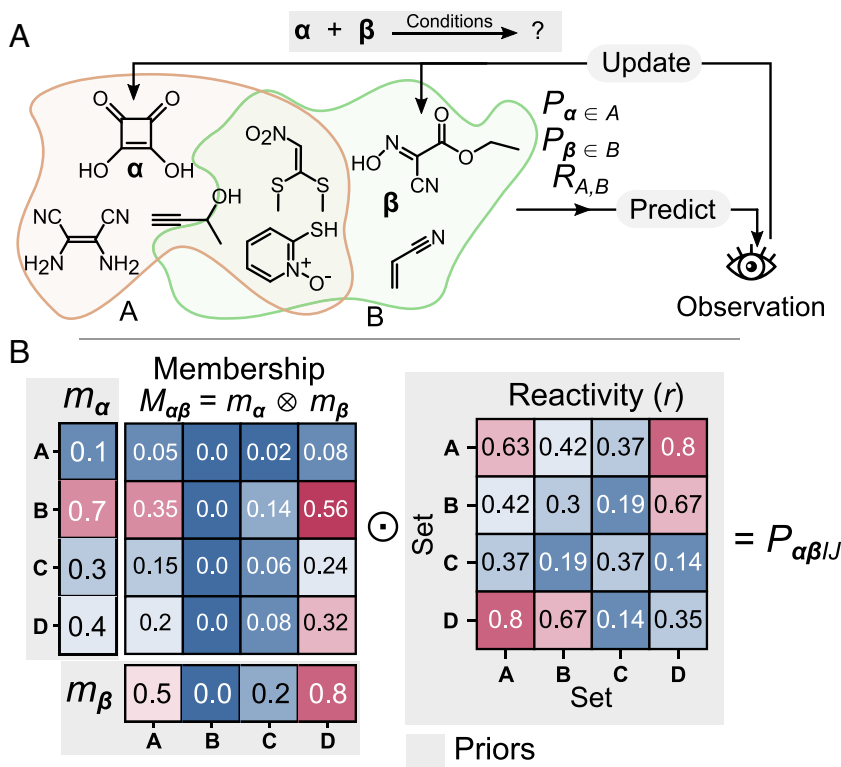 A
α + β Conditions ?
Update
O O
HO OH
α
NC CN
H2N NH2
OH
O2N
S S
SH
N+
O-
A
B
HO N O
O
CN
β
N
Pα ∈ A
Pβ ∈ B
RA,B
Predict
Observation
B
Membership
mα Mαβ = mα ⊗ mβ
A 0.1 0.05 0.0 0.02 0.08
B 0.7 0.35 0.0 0.14 0.56
C 0.3 0.15 0.0 0.06 0.24
D 0.4 0.2 0.0 0.08 0.32
mβ 0.5 0.0 0.2 0.8
A B C D
⊙
Reactivity (r)
Set
A 0.63 0.42 0.37 0.8
B 0.42 0.3 0.19 0.67
C 0.37 0.19 0.37 0.14
D 0.8 0.67 0.14 0.35
A B C D
Set
= PαβIJ
Priors